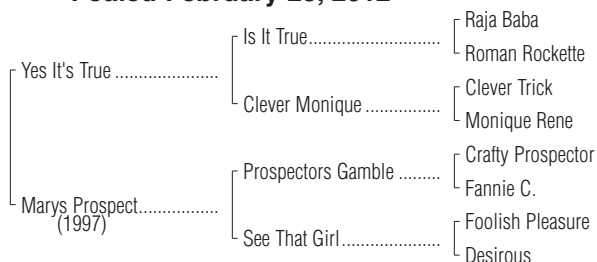 Foaled February 2012
Raja Baba
Is It True..............................
Roman Rockette
Yes It's True .......................
Clever Trick
Clever Monique .................
Monique Rene
Crafty Prospector
Prospectors Gamble .........
Fannie C.
Marys Prospect..................
(1997)
Foolish Pleasure
See That Girl......................
Desirous